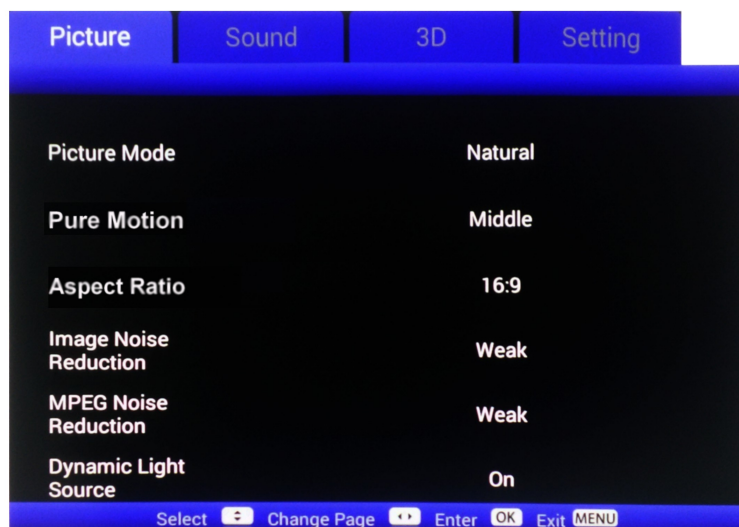 Picture Sound 3D Setting
Picture Mode Natural
Pure Motion Middle
Aspect Ratio 16:9
Image Noise
Reduction Weak
MPEG Noise
Reduction Weak
Dynamic Light
Source On
Select Change Page Enter OK Exit MENU